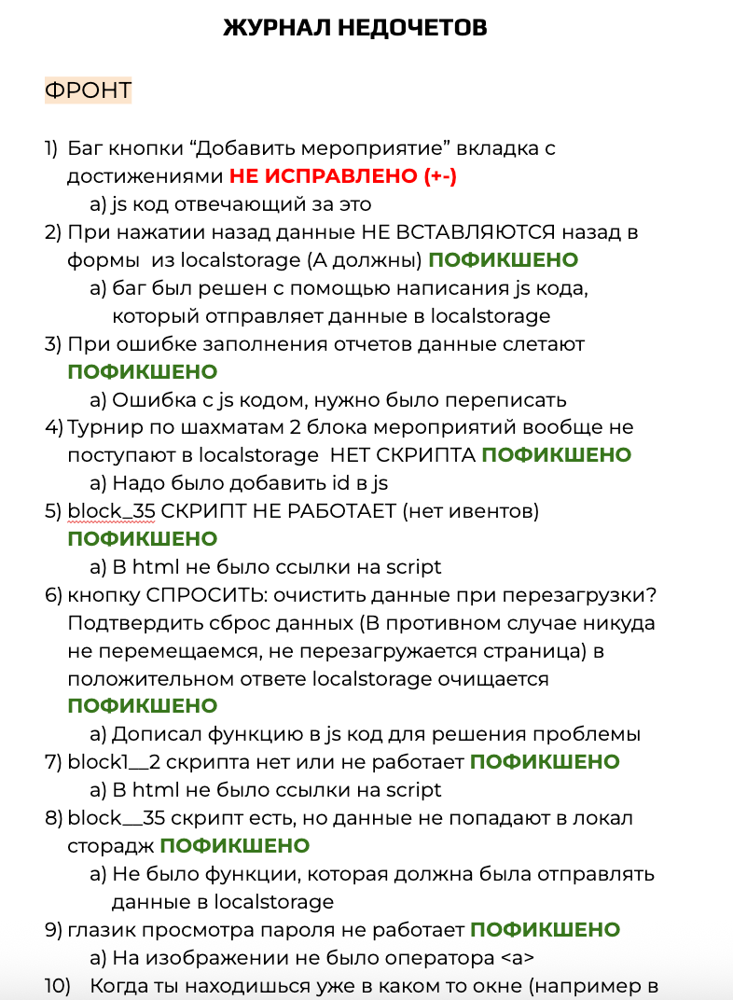 ЖУРНАЛ НЕДОЧЕТОВ
ФРОНТ
1) Баг кнопки “Добавить мероприятие” вкладка с
достижениями НЕ ИСПРАВЛЕНО (+-)
a) js код отвечающий за это
2) При нажатии назад данные НЕ ВСТАВЛЯЮТСЯ назад в
формы  из localstorage (А должны) ПОФИКШЕНО
a) баг был решен с помощью написания js кода,
который отправляет данные в localstorage
3) При ошибке заполнения отчетов данные слетают
ПОФИКШЕНО
a) Ошибка с js кодом, нужно было переписать
4) Турнир по шахматам 2 блока мероприятий вообще не
поступают в localstorage  НЕТ СКРИПТА ПОФИКШЕНО
a) Надо было добавить id в js
5) block_35 СКРИПТ НЕ РАБОТАЕТ (нет ивентов)
ПОФИКШЕНО
a) В html не было ссылки на script
6) кнопку СПРОСИТЬ: очистить данные при перезагрузки?
Подтвердить сброс данных (В противном случае никуда
не перемещаемся, не перезагружается страница) в
положительном ответе localstorage очищается
ПОФИКШЕНО
a) Дописал функцию в js код для решения проблемы
7) block1__2 скрипта нет или не работает ПОФИКШЕНО
a) В html не было ссылки на script
8) block__35 скрипт есть, но данные не попадают в локал
сторадж ПОФИКШЕНО
a) Не было функции, которая должна была отправлять
данные в localstorage
9) глазик просмотра пароля не работает ПОФИКШЕНО
a) На изображении не было оператора <a>
10) Когда ты находишься уже в каком то окне (например в